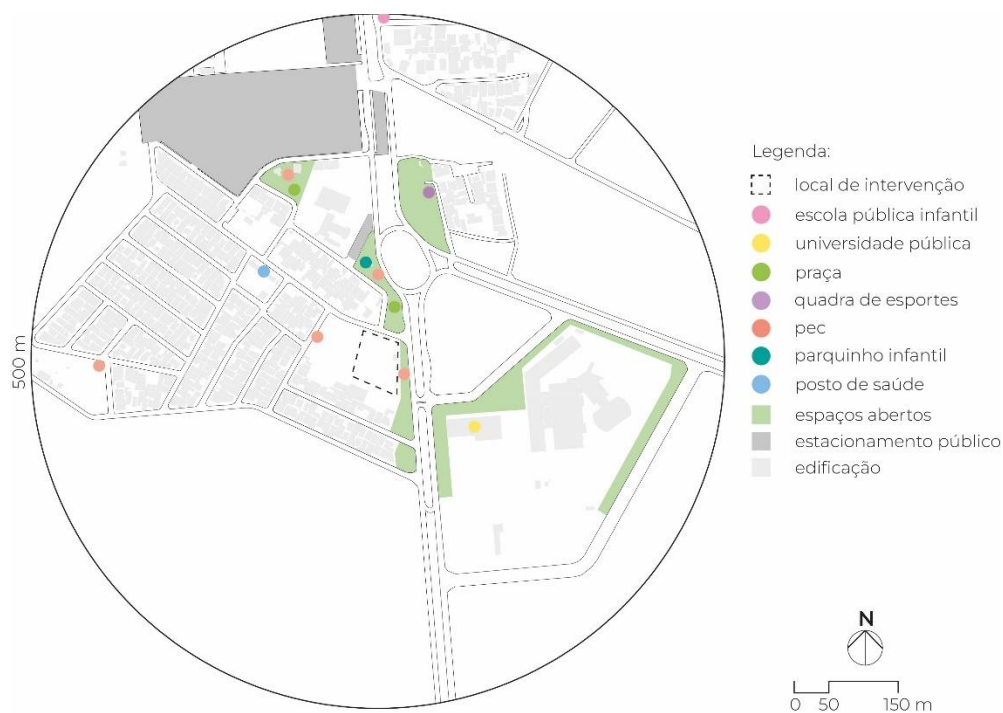 500 m
Legenda:
local de intervenção
escola pública infantil
universidade pública
praça
quadra de esportes
pec
parquinho infantil
posto de saúde
espaços abertos
estacionamento público
edificação
N
0 50 150 m